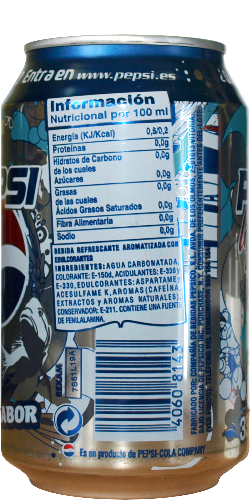 Entra en www.pepsi.es
Información
Nutricional por 100 ml
Energía (KJ/Kcal) 0,8/0,2
Proteínas 0,0g
Hidratos de Carbono 0,0g
de los cuales
Azúcares 0,0g
Grasas 0,0g
de las cuales
Ácidos Grasos Saturados 0,0g
Fibra Alimentaria 0,0g
Sodio 0,0g
BEBIDA REFRESCANTE AROMATIZADA CON
EDULCORANTES
INGREDIENTES: AGUA CARBONATADA,
COLORANTE: E-150d, ACIDULANTES: E-338 y
E-330, EDULCORANTES: ASPARTAME y
ACESULFAME K, AROMAS (CAFEÍNA,
EXTRACTOS y AROMAS NATURALES),
CONSERVADOR: E-211. CONTIENE UNA FUENTE
DE FENILALANINA.
7S61L19A
40608143
PSI
SABOR
Es un producto de PEPSI-COLA COMPANY